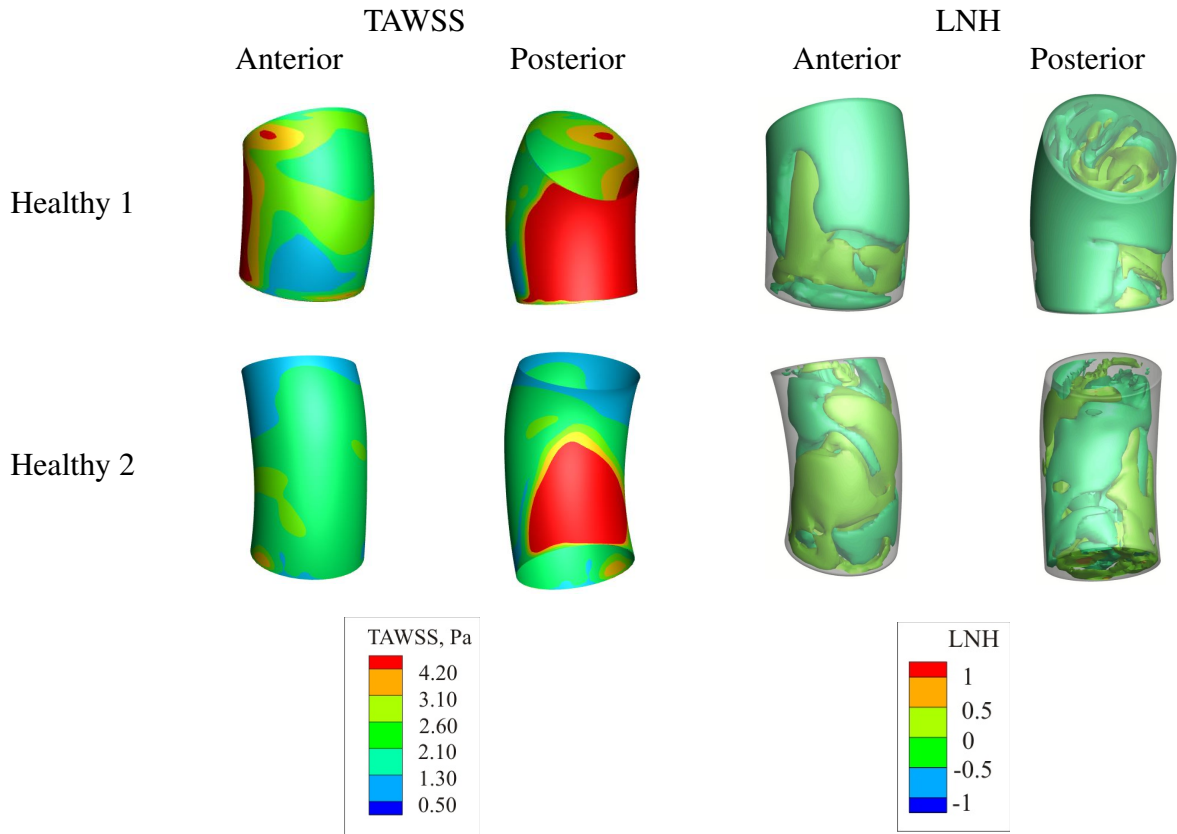 TAWSS LNH
Anterior Posterior Anterior Posterior
Healthy 1
Healthy 2
TAWSS, Pa
4.20
3.10
2.60
2.10
1.30
0.50
LNH
1
0.5
0
-0.5
-1